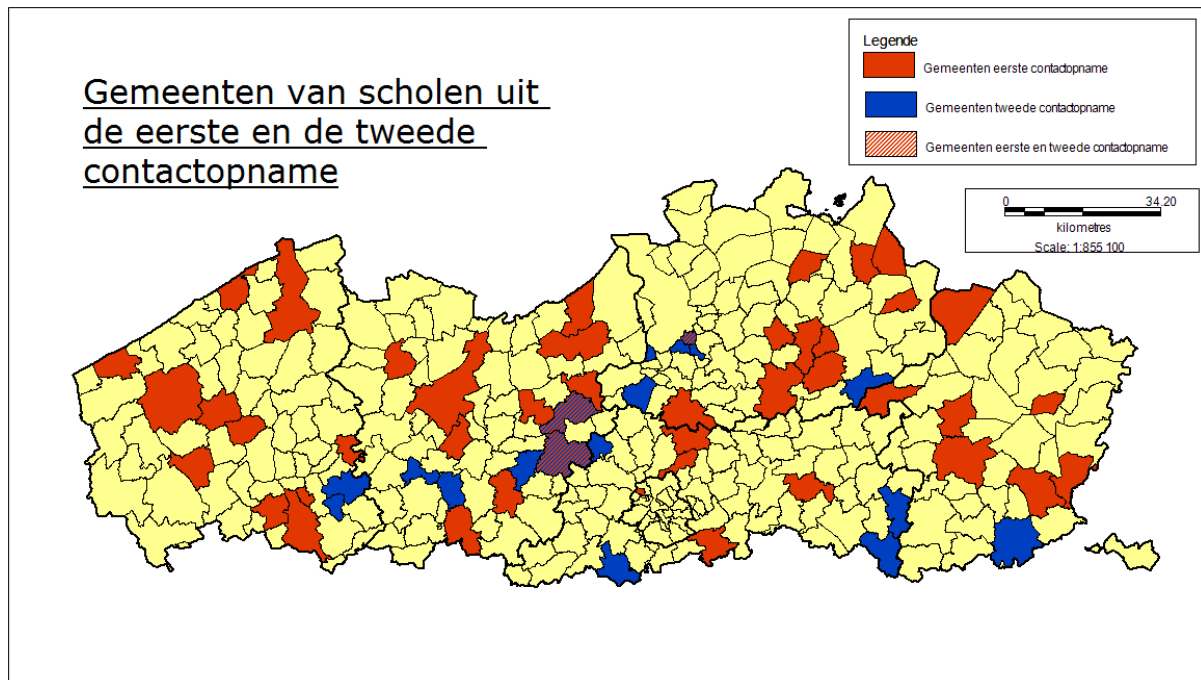 Gemeenten van scholen uit
de eerste en de tweede
contactopname
Legende
Gemeenten eerste contactopname
Gemeenten tweede contactopname
Gemeenten eerste en tweede contactopname
0 34,20
kilometres
Scale: 1:855 100